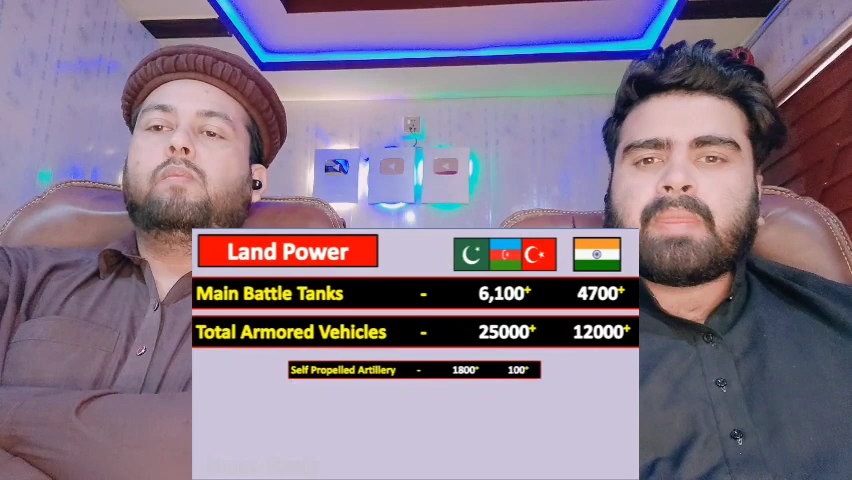 Land Power
Main Battle Tanks - 6,100+ 4700+
Total Armored Vehicles - 25000+ 12000+
Self Propelled Artillery - 1800+ 100+